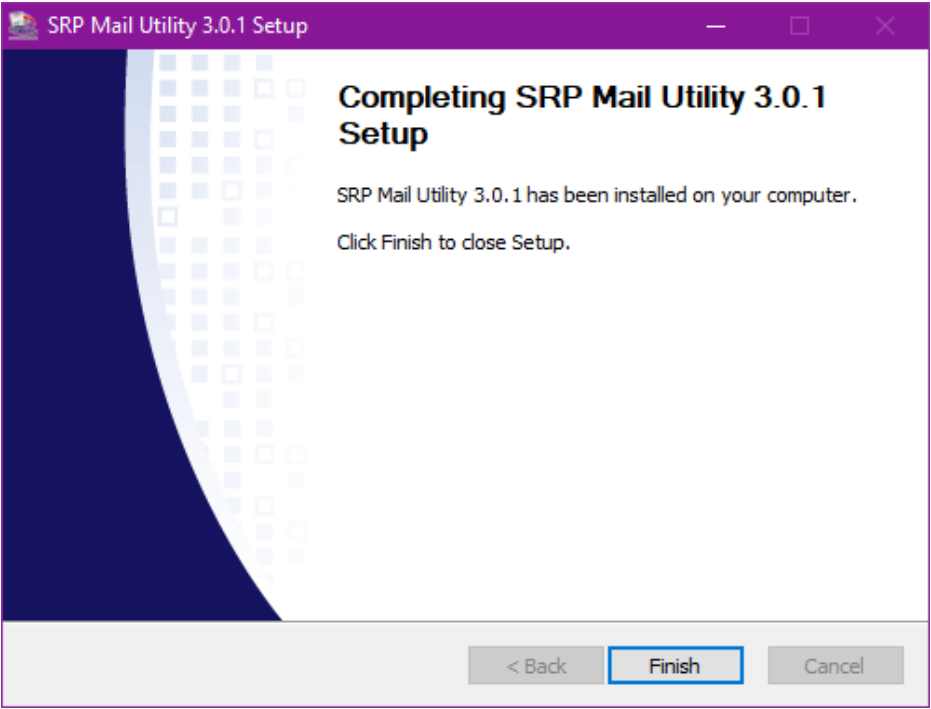 SRP Mail Utility 3.0.1 Setup
Completing SRP Mail Utility 3.0.1
Setup
SRP Mail Utility 3.0.1 has been installed on your computer.
Click Finish to close Setup.
< Back Finish Cancel